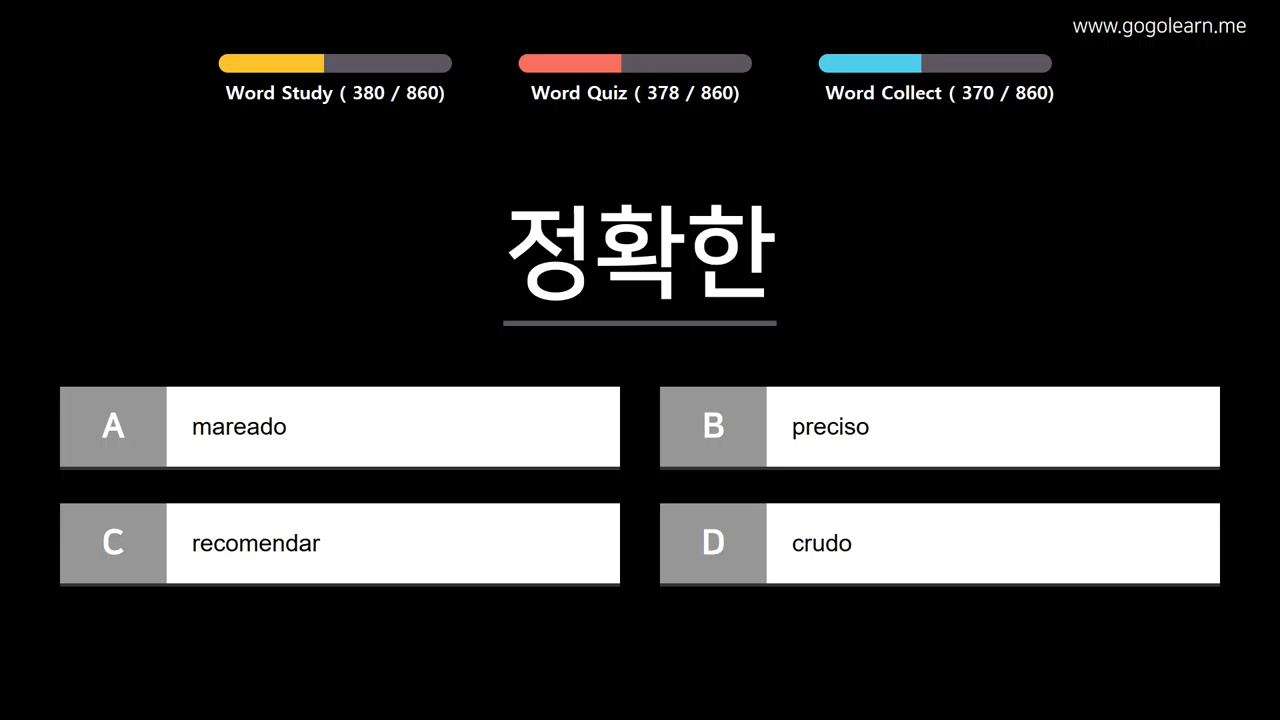 www.gogolearn.me
Word Study ( 380 / 860)
Word Quiz ( 378 / 860)
Word Collect ( 370 / 860)
정확한
A mareado
B preciso
C recomendar
D crudo